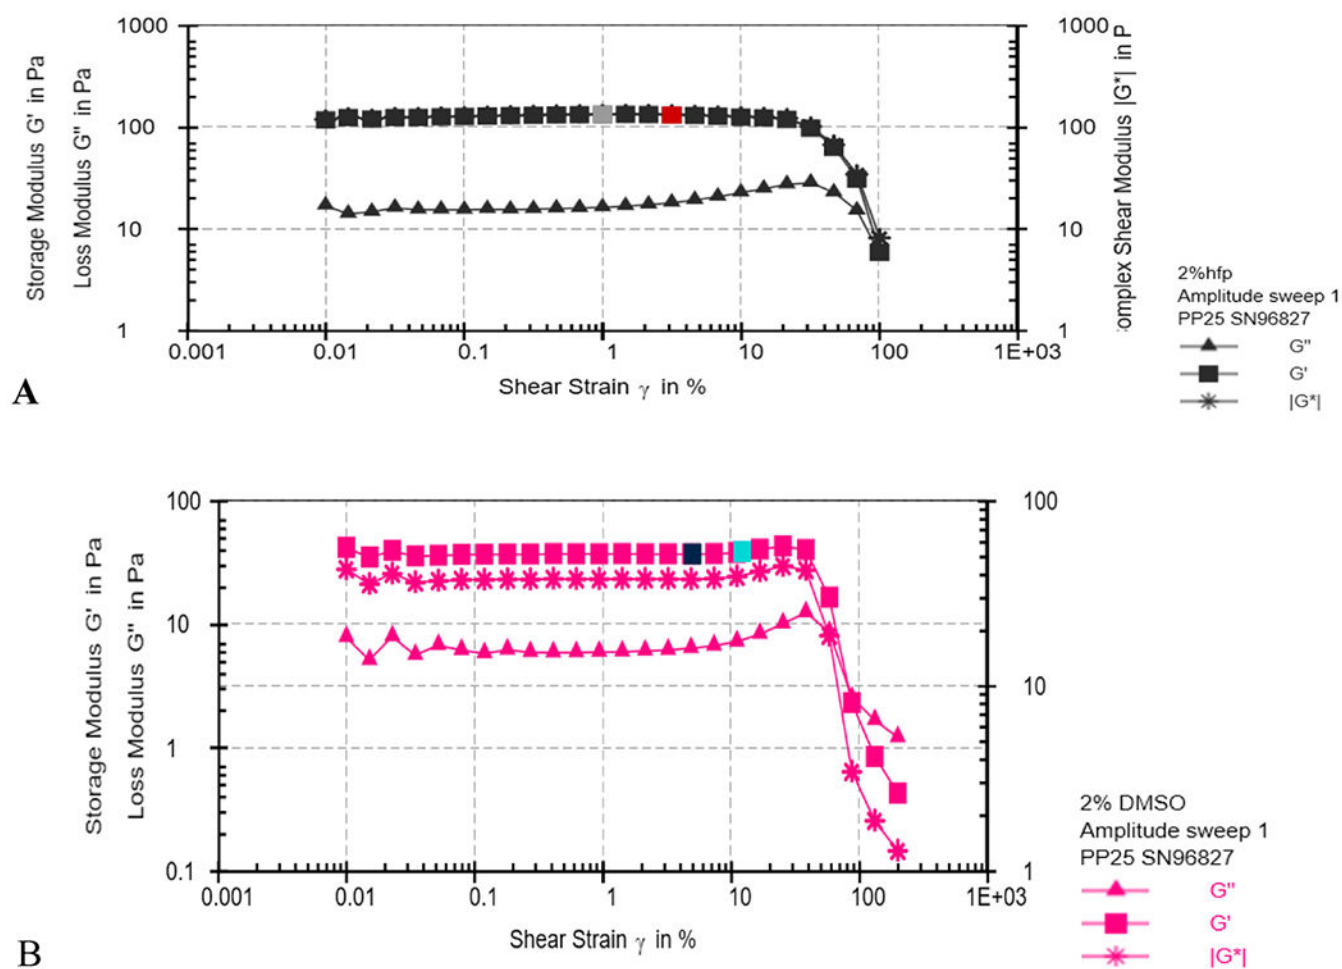 1000
100
10
1
Storage Modulus G' in Pa
Loss Modulus G" in Pa
1000
100
10
1
omplex Shear Modulus |G*| in P
0.001 0.01 0.1 1 10 100 1E+03
Shear Strain γ in %
A
2%hfp
Amplitude sweep 1
PP25 SN96827
G"
G'
|G*|
100
10
1
0.1
Storage Modulus G' in Pa
Loss Modulus G" in Pa
100
10
1
0.001 0.01 0.1 1 10 100 1E+03
Shear Strain γ in %
B
2% DMSO
Amplitude sweep 1
PP25 SN96827
G"
G'
|G*|